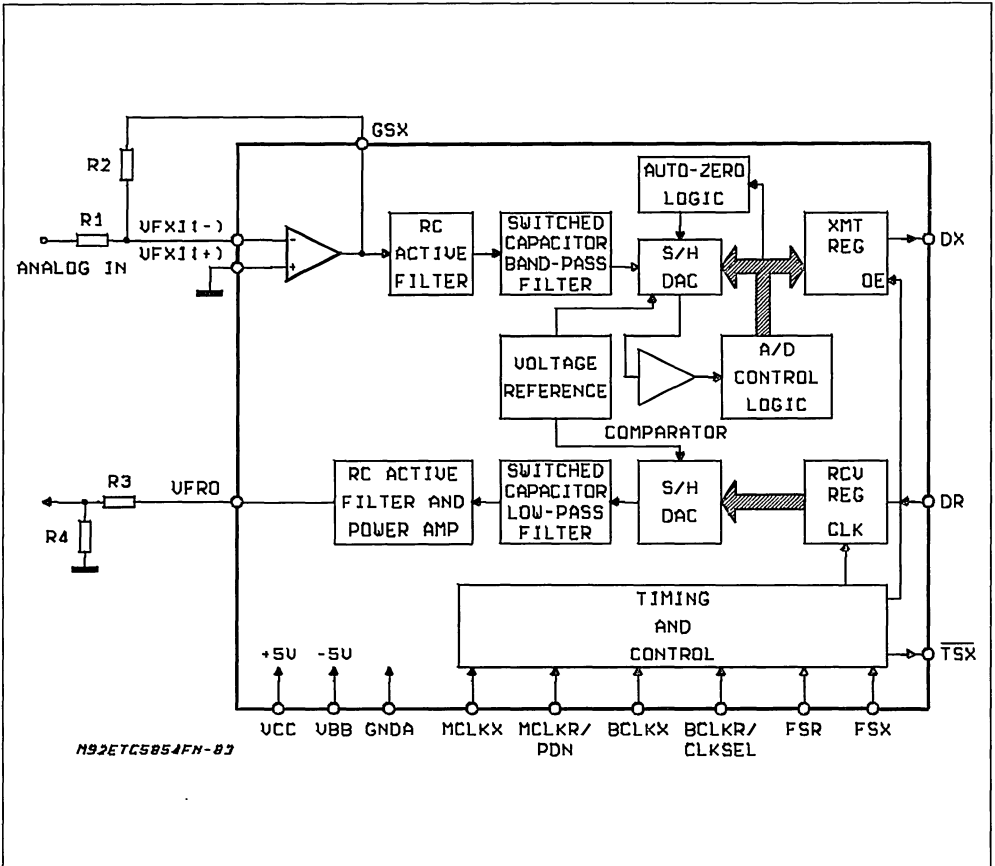 GSX
R2
AUTO-ZERO
LOGIC
R1
VFXI(-)
VFXI(+)
ANALOG IN
-
+
RC
ACTIVE
FILTER
SWITCHED
CAPACITOR
BAND-PASS
FILTER
S/H
DAC
XMT
REG
OE
DX
VOLTAGE
REFERENCE
A/D
CONTROL
LOGIC
COMPARATOR
R3
VFRO
R4
RC ACTIVE
FILTER AND
POWER AMP
SWITCHED
CAPACITOR
LOW-PASS
FILTER
S/H
DAC
RCV
REG
CLK
DR
TIMING
AND
CONTROL
TSX
+5V
-5V
VCC
VBB
GNDA
MCLKX
MCLKR/
PDN
BCLKX
BCLKR/
CLKSEL
FSR
FSX
M92ETC5054FN-03